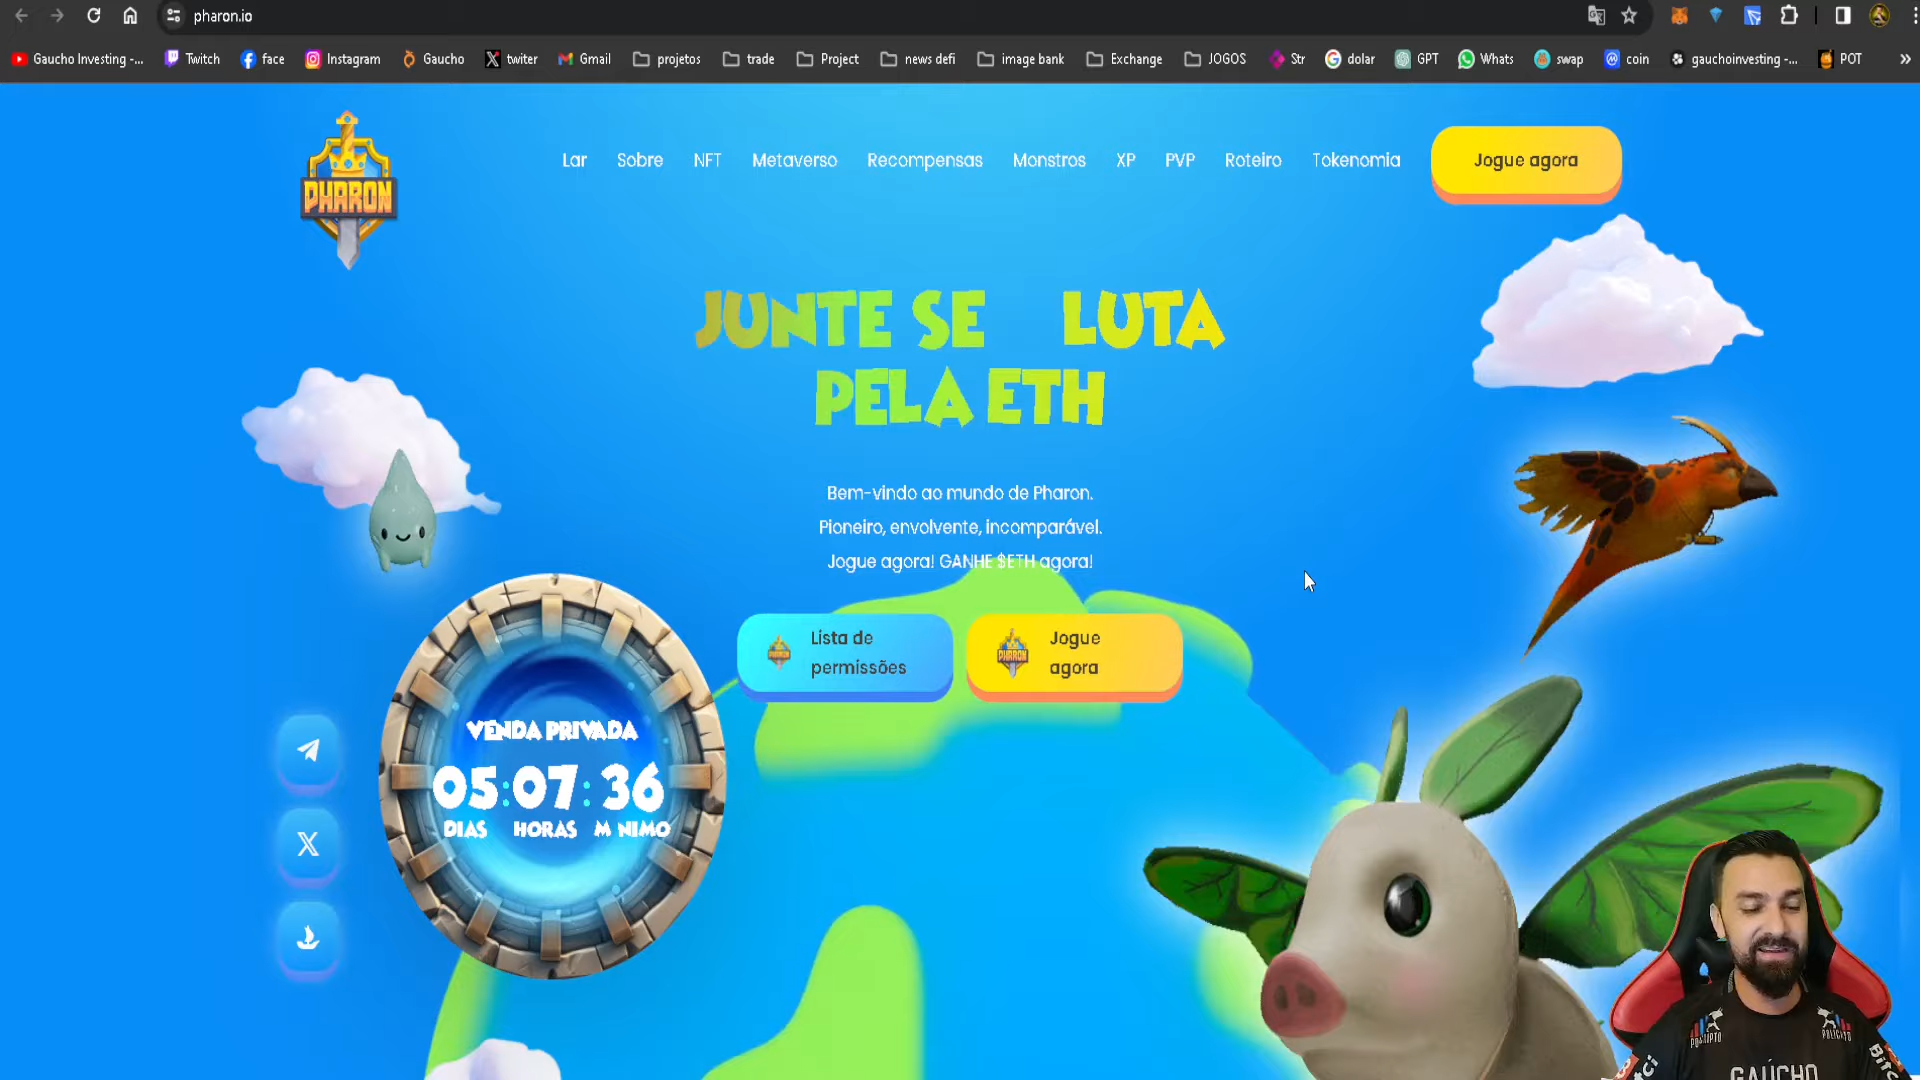 pharon.io
Gaucho Investing -...
Twitch
face
Instagram
Gaucho
twiter
Gmail
projetos
trade
Project
news defi
image bank
Exchange
JOGOS
Str
dolar
GPT
Whats
swap
coin
gauchoinvesting -...
POT
»
PHARON
Lar
Sobre
NFT
Metaverso
Recompensas
Monstros
XP
PVP
Roteiro
Tokenomia
Jogue agora
JUNTE SE LUTA
PELA ETH
Bem-vindo ao mundo de Pharon.
Pioneiro, envolvente, incomparável.
Jogue agora! GANHE $ETH agora!
Lista de
permissões
Jogue
agora
PHARON
VENDA PRIVADA
05:07:36
DIAS HORAS M NIMO
GAÚCHO